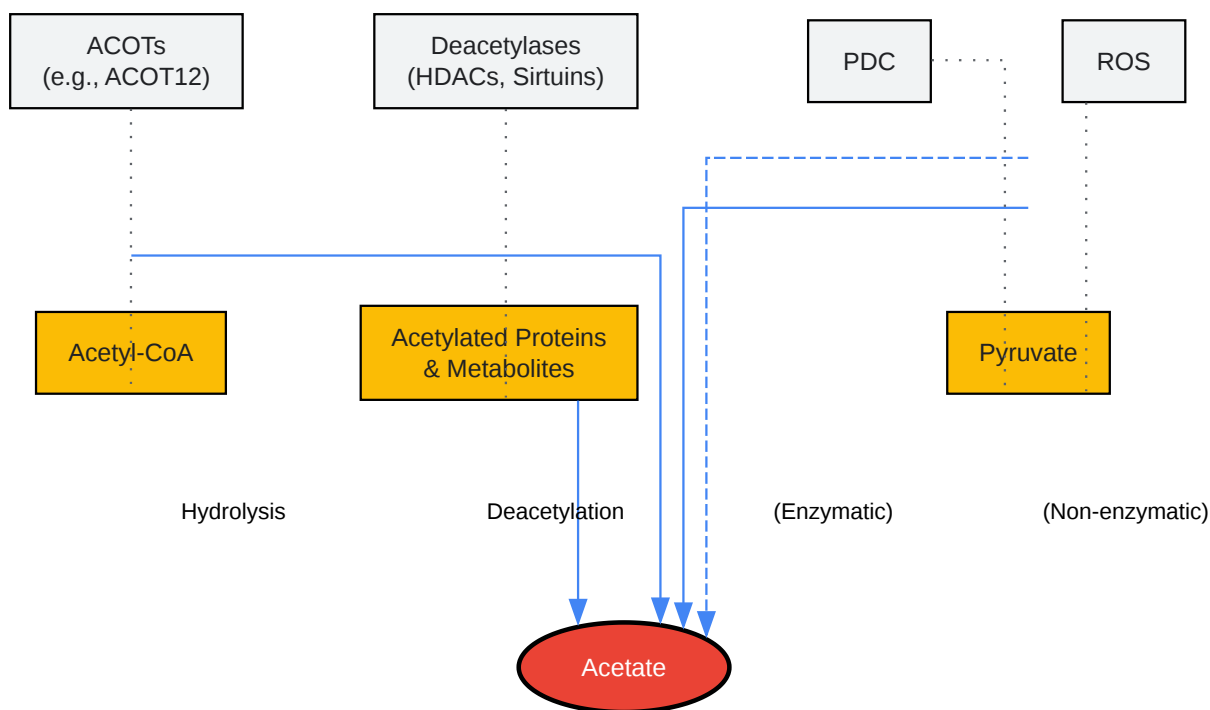 ACOTs
(e.g., ACOT12)
Deacetylases
(HDACs, Sirtuins)
PDC
ROS
Acetyl-CoA
Acetylated Proteins
& Metabolites
Pyruvate
Hydrolysis
Deacetylation
(Enzymatic)
(Non-enzymatic)
Acetate